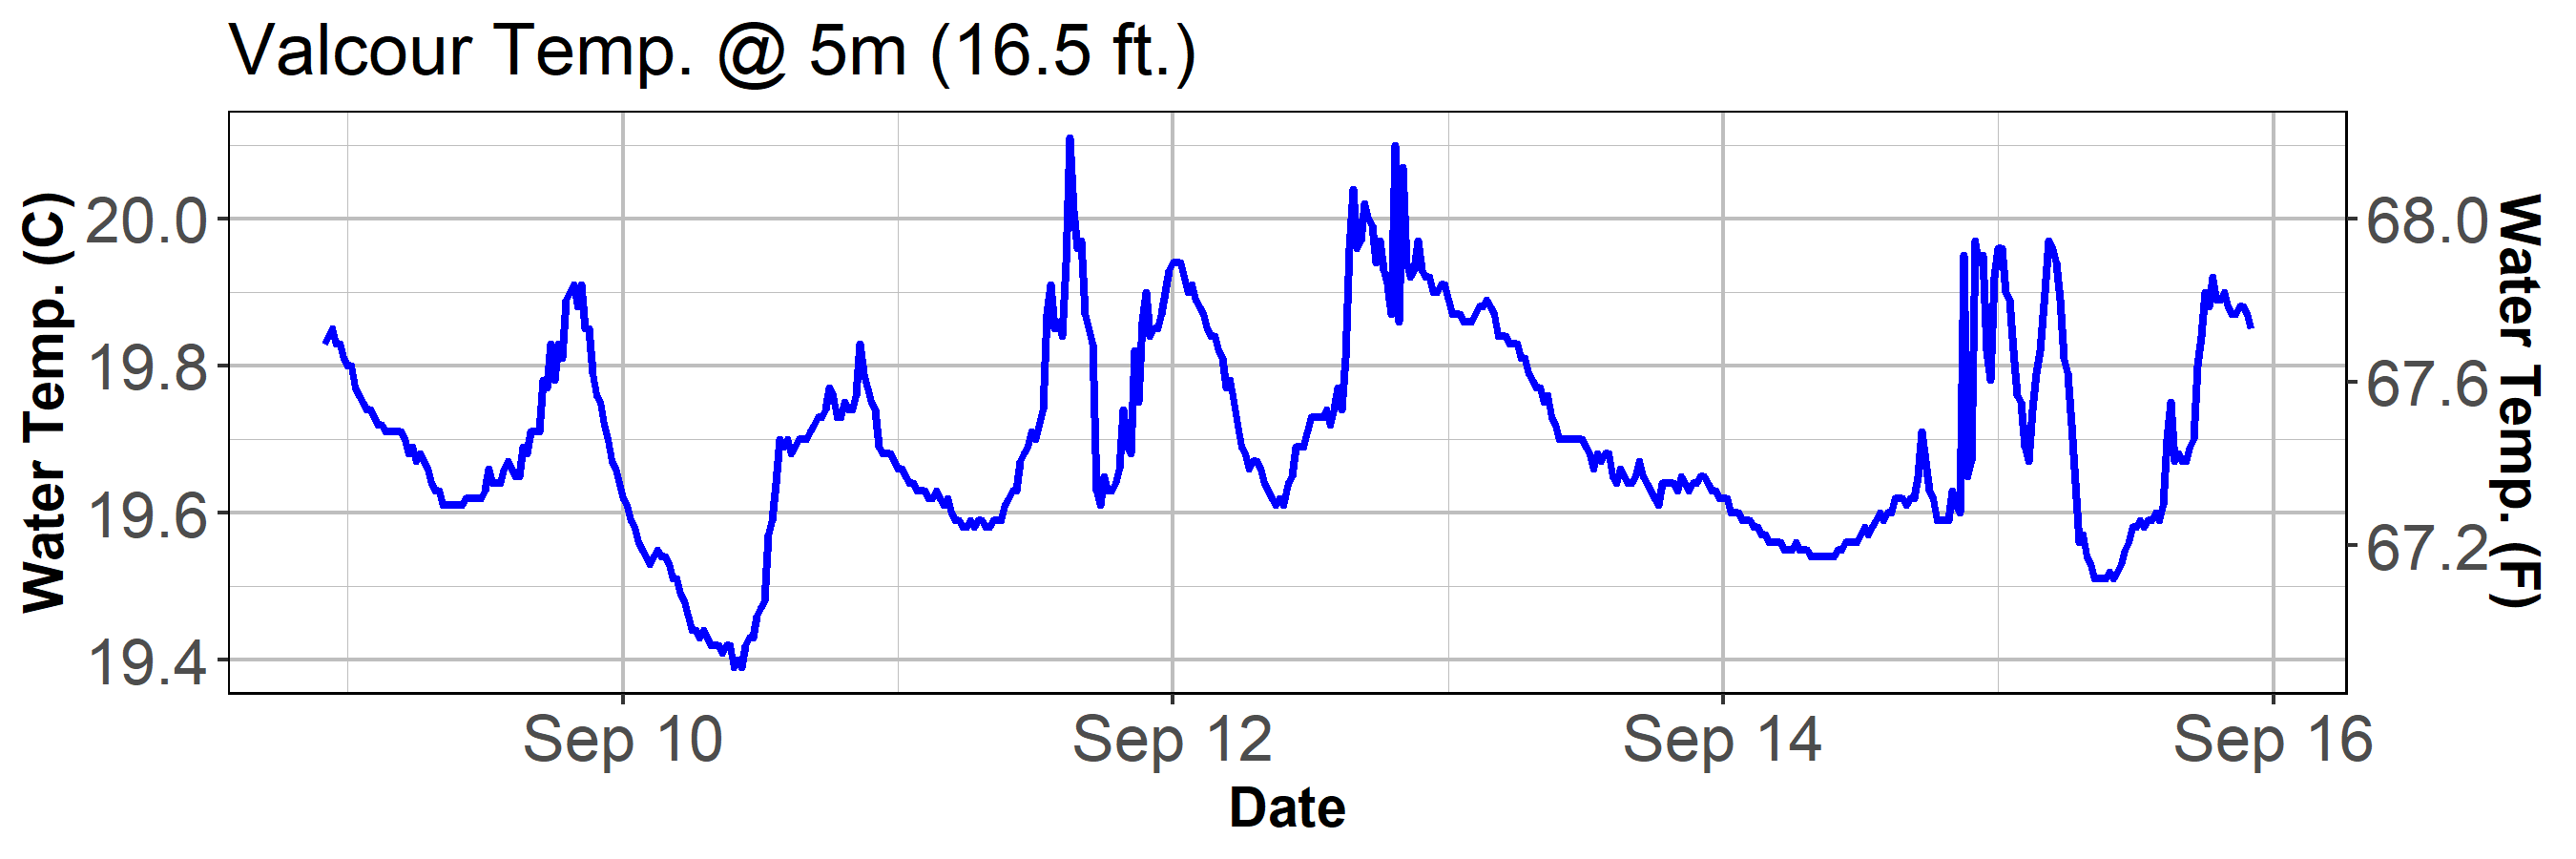 Valcour Temp. @ 5m (16.5 ft.)
Water Temp. (C)
20.0
19.8
19.6
19.4
68.0
67.6
67.2
Water Temp. (F)
Sep 10
Sep 12
Sep 14
Sep 16
Date